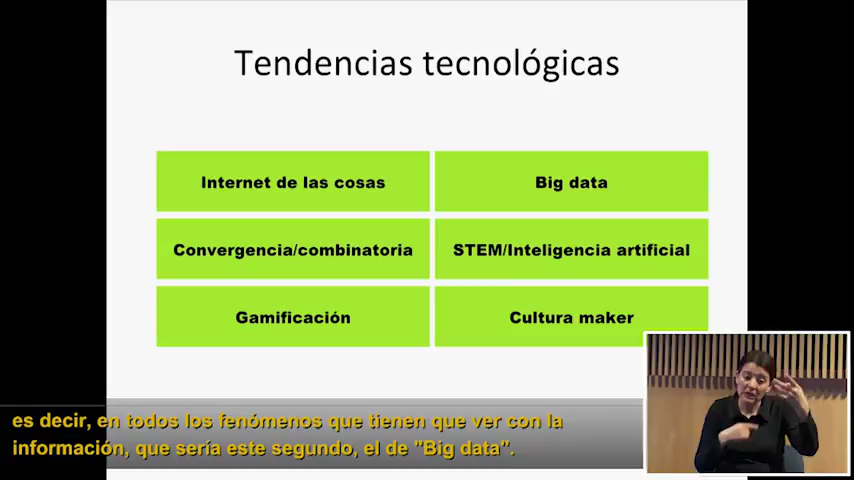 Tendencias tecnológicas
Internet de las cosas
Big data
Convergencia/combinatoria
STEM/Inteligencia artificial
Gamificación
Cultura maker
es decir, en todos los fenómenos que tienen que ver con la
información, que sería este segundo, el de "Big data".